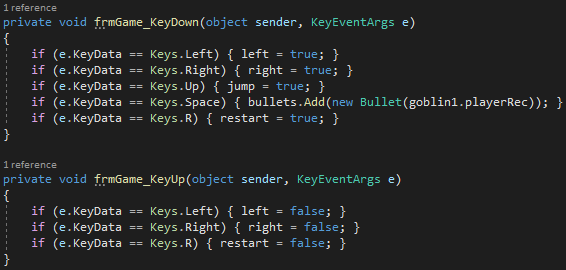 1 reference
private void frmGame_KeyDown(object sender, KeyEventArgs e)
{
    if (e.KeyData == Keys.Left) { left = true; }
    if (e.KeyData == Keys.Right) { right = true; }
    if (e.KeyData == Keys.Up) { jump = true; }
    if (e.KeyData == Keys.Space) { bullets.Add(new Bullet(goblin1.playerRec)); }
    if (e.KeyData == Keys.R) { restart = true; }
}
1 reference
private void frmGame_KeyUp(object sender, KeyEventArgs e)
{
    if (e.KeyData == Keys.Left) { left = false; }
    if (e.KeyData == Keys.Right) { right = false; }
    if (e.KeyData == Keys.R) { restart = false; }
}